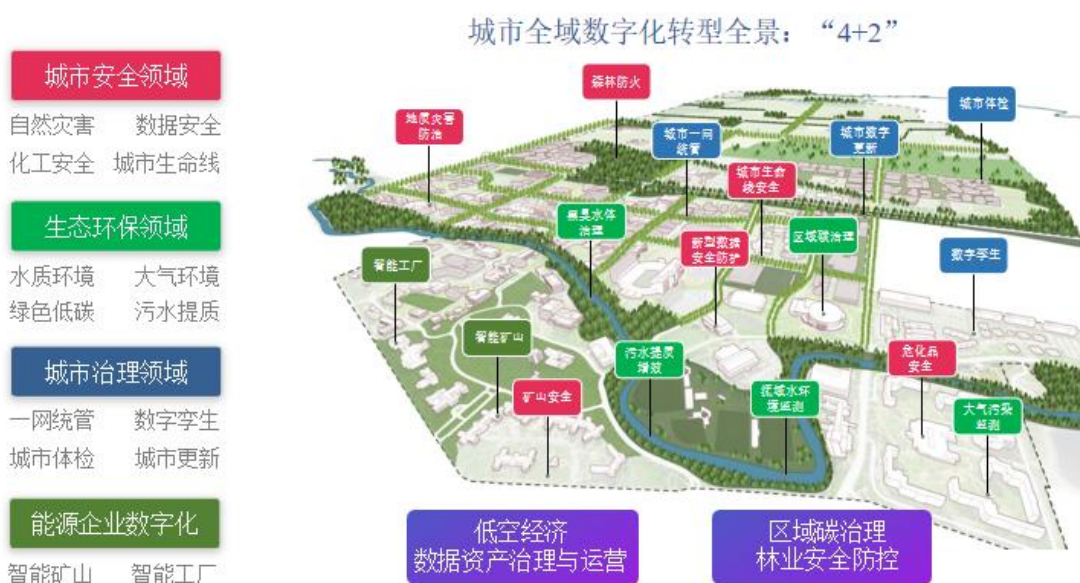 城市全域数字化转型全景：“4+2”
城市安全领域
自然灾害 数据安全
化工安全 城市生命线
生态环保领域
水质环境 大气环境
绿色低碳 污水提质
城市治理领域
一网统管 数字孪生
城市体检 城市更新
能源企业数字化
智能矿山 智能工厂
森林防火
地质灾害
防治
城市一网
统管
城市数字
更新
城市体检
城市生命
线安全
黑臭水体
治理
新型数据
安全防护
区域碳治理
数字孪生
智能工厂
智能矿山
污水提质
增效
矿山安全
流域水环
境监测
危化品
安全
大气污染
监测
低空经济
数据资产治理与运营
区域碳治理
林业安全防控